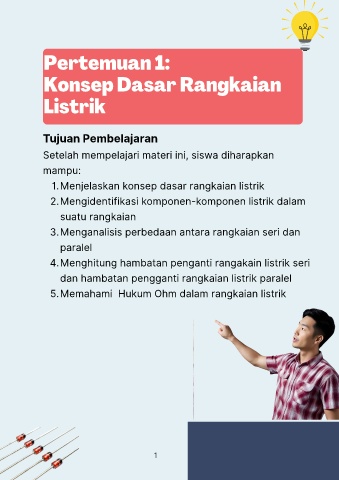 Pertemuan 1:
Konsep Dasar Rangkaian
Listrik
Tujuan Pembelajaran
Setelah mempelajari materi ini, siswa diharapkan
mampu:
1. Menjelaskan konsep dasar rangkaian listrik
2. Mengidentifikasi komponen-komponen listrik dalam
suatu rangkaian
3. Menganalisis perbedaan antara rangkaian seri dan
paralel
4. Menghitung hambatan penganti rangakain listrik seri
dan hambatan pengganti rangkaian listrik paralel
5. Memahami Hukum Ohm dalam rangkaian listrik
1